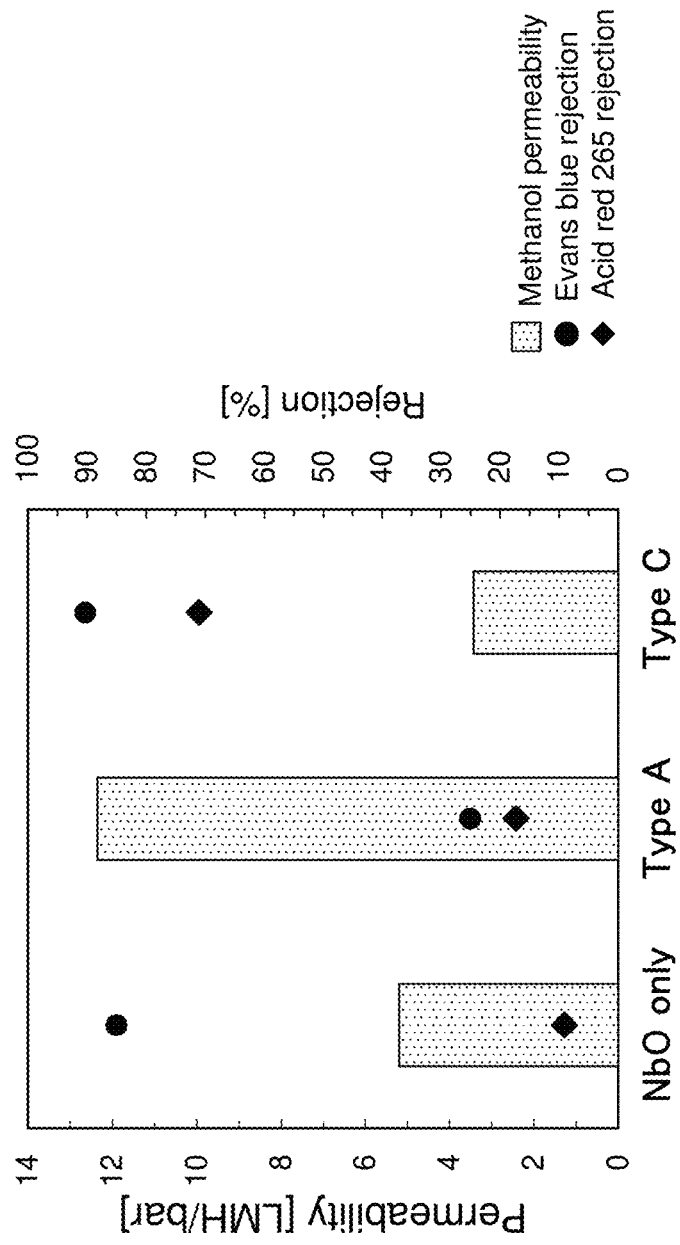 Permeability [LMH/bar]
14
12
10
8
6
4
2
0
NbO only
Type A
Type C
100
90
80
70
60
50
40
30
20
10
0
Rejection [%]
Methanol permeability
Evans blue rejection
Acid red 265 rejection